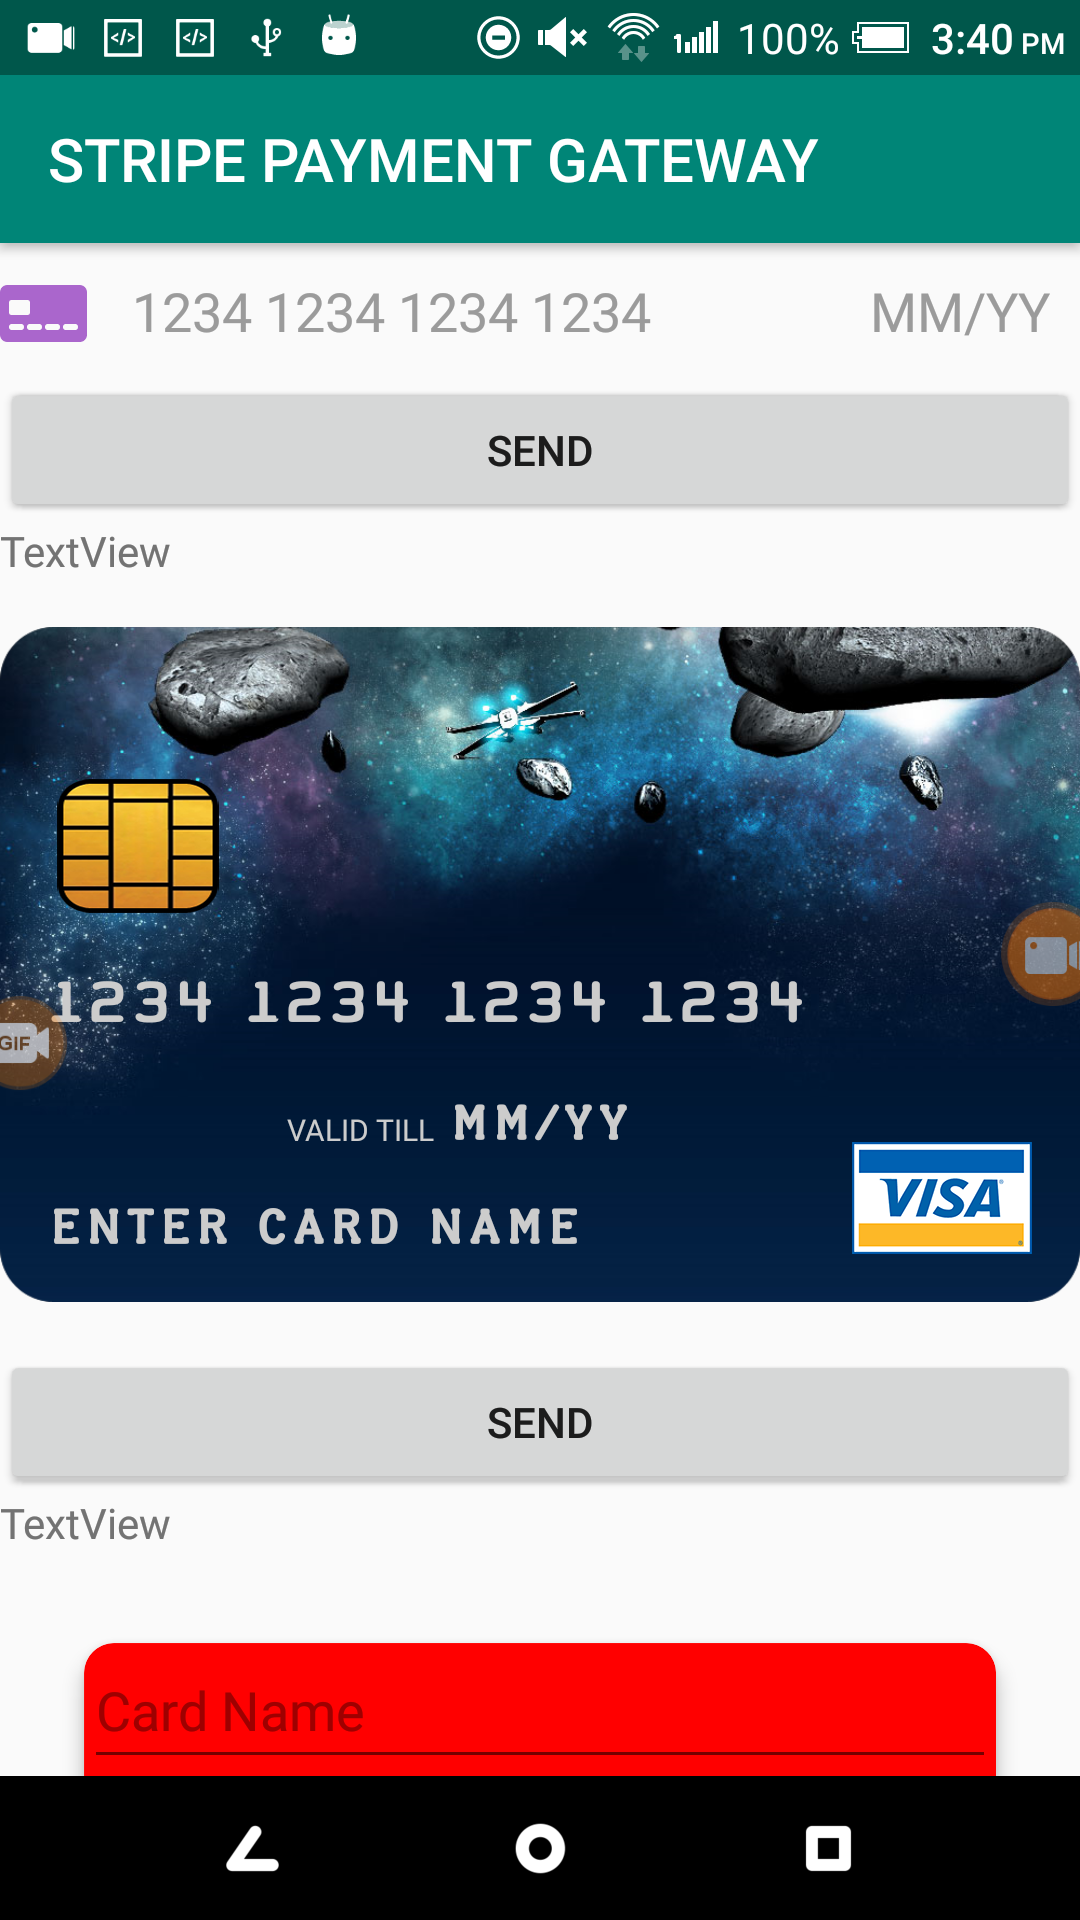 </> </> 100% 3:40 PM
STRIPE PAYMENT GATEWAY
1234 1234 1234 1234 MM/YY
SEND
TextView
1234 1234 1234 1234
GIF
VALID TILL MM/YY
VISA
ENTER CARD NAME
SEND
TextView
Card Name